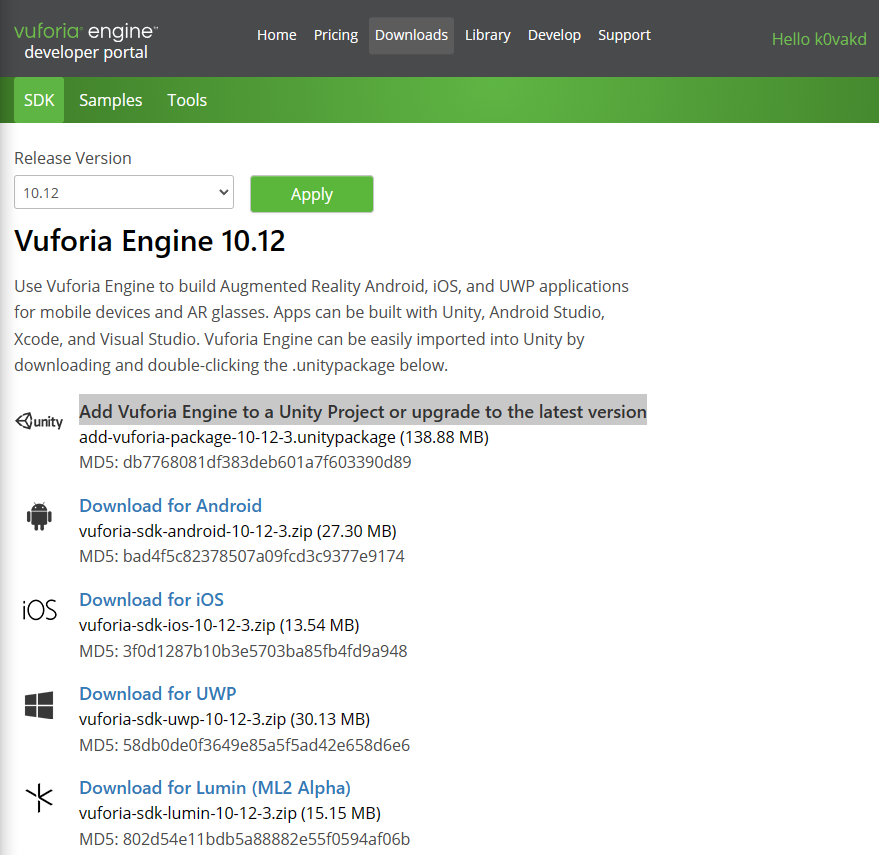 vuforia® engine™
developer portal
Home Pricing Downloads Library Develop Support
Hello k0vakd
SDK Samples Tools
Release Version
10.12
Apply
Vuforia Engine 10.12
Use Vuforia Engine to build Augmented Reality Android, iOS, and UWP applications
for mobile devices and AR glasses. Apps can be built with Unity, Android Studio,
Xcode, and Visual Studio. Vuforia Engine can be easily imported into Unity by
downloading and double-clicking the .unitypackage below.
unity
Add Vuforia Engine to a Unity Project or upgrade to the latest version
add-vuforia-package-10-12-3.unitypackage (138.88 MB)
MD5: db7768081df383deb601a7f603390d89
Download for Android
vuforia-sdk-android-10-12-3.zip (27.30 MB)
MD5: bad4f5c82378507a09fcd3c9377e9174
iOS
Download for iOS
vuforia-sdk-ios-10-12-3.zip (13.54 MB)
MD5: 3f0d1287b10b3e5703ba85fb4fd9a948
Download for UWP
vuforia-sdk-uwp-10-12-3.zip (30.13 MB)
MD5: 58db0de0f3649e85a5f5ad42e658d6e6
Download for Lumin (ML2 Alpha)
vuforia-sdk-lumin-10-12-3.zip (15.15 MB)
MD5: 802d54e11bdb5a88882e55f0594af06b